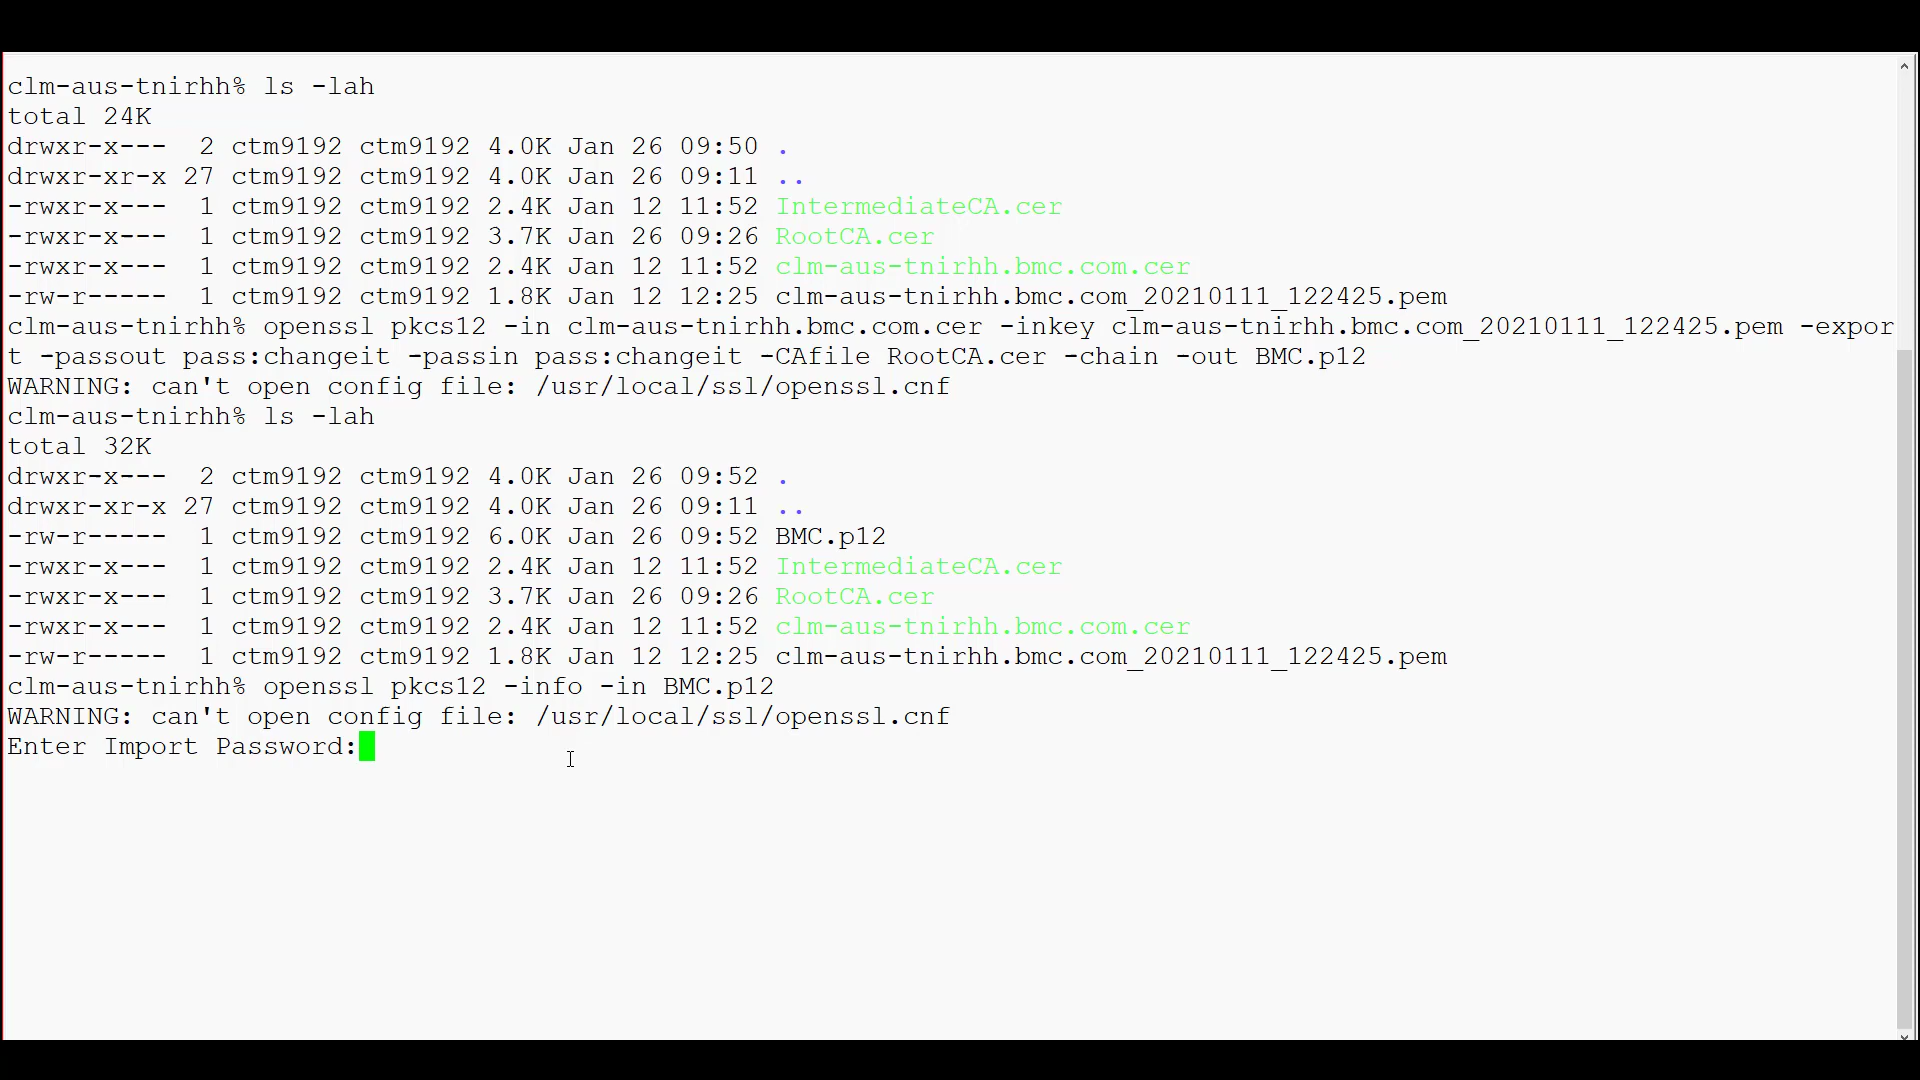 clm-aus-tnirhh% ls -lah
total 24K
drwxr-x---  2 ctm9192 ctm9192 4.0K Jan 26 09:50 .
drwxr-xr-x 27 ctm9192 ctm9192 4.0K Jan 26 09:11 ..
-rwxr-x---  1 ctm9192 ctm9192 2.4K Jan 12 11:52 IntermediateCA.cer
-rwxr-x---  1 ctm9192 ctm9192 3.7K Jan 26 09:26 RootCA.cer
-rwxr-x---  1 ctm9192 ctm9192 2.4K Jan 12 11:52 clm-aus-tnirhh.bmc.com.cer
-rw-r-----  1 ctm9192 ctm9192 1.8K Jan 12 12:25 clm-aus-tnirhh.bmc.com_20210111_122425.pem
clm-aus-tnirhh% openssl pkcs12 -in clm-aus-tnirhh.bmc.com.cer -inkey clm-aus-tnirhh.bmc.com_20210111_122425.pem -expor
t -passout pass:changeit -passin pass:changeit -CAfile RootCA.cer -chain -out BMC.p12
WARNING: can't open config file: /usr/local/ssl/openssl.cnf
clm-aus-tnirhh% ls -lah
total 32K
drwxr-x---  2 ctm9192 ctm9192 4.0K Jan 26 09:52 .
drwxr-xr-x 27 ctm9192 ctm9192 4.0K Jan 26 09:11 ..
-rw-r-----  1 ctm9192 ctm9192 6.0K Jan 26 09:52 BMC.p12
-rwxr-x---  1 ctm9192 ctm9192 2.4K Jan 12 11:52 IntermediateCA.cer
-rwxr-x---  1 ctm9192 ctm9192 3.7K Jan 26 09:26 RootCA.cer
-rwxr-x---  1 ctm9192 ctm9192 2.4K Jan 12 11:52 clm-aus-tnirhh.bmc.com.cer
-rw-r-----  1 ctm9192 ctm9192 1.8K Jan 12 12:25 clm-aus-tnirhh.bmc.com_20210111_122425.pem
clm-aus-tnirhh% openssl pkcs12 -info -in BMC.p12
WARNING: can't open config file: /usr/local/ssl/openssl.cnf
Enter Import Password: